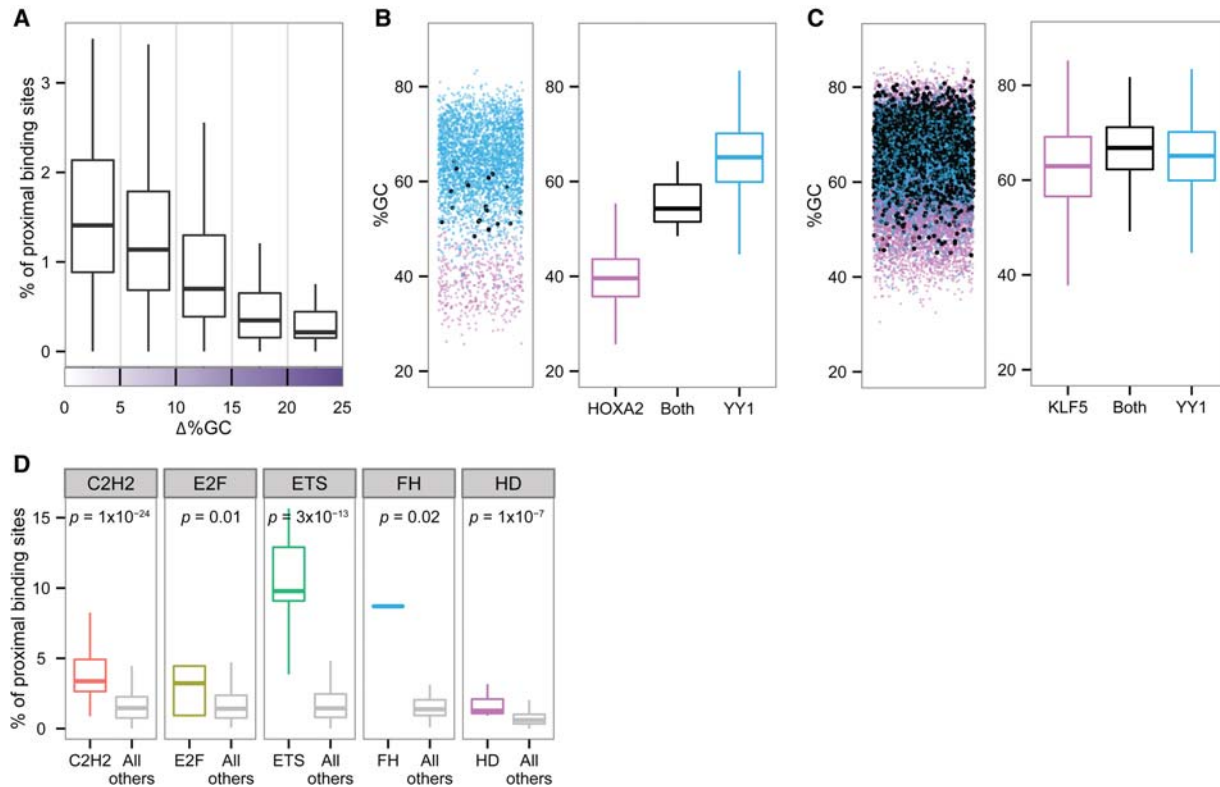 A
% of proximal binding sites
3
2
1
0
0 5 10 15 20 25
Δ%GC
B
%GC
80
60
40
20
80
60
40
20
HOXA2 Both YY1
C
%GC
80
60
40
20
80
60
40
20
KLF5 Both YY1
D
% of proximal binding sites
15
10
5
0
C2H2 E2F ETS FH HD
p = 1x10⁻²⁴ p = 0.01 p = 3x10⁻¹³ p = 0.02 p = 1x10⁻⁷
C2H2 All others E2F All others ETS All others FH All others HD All others